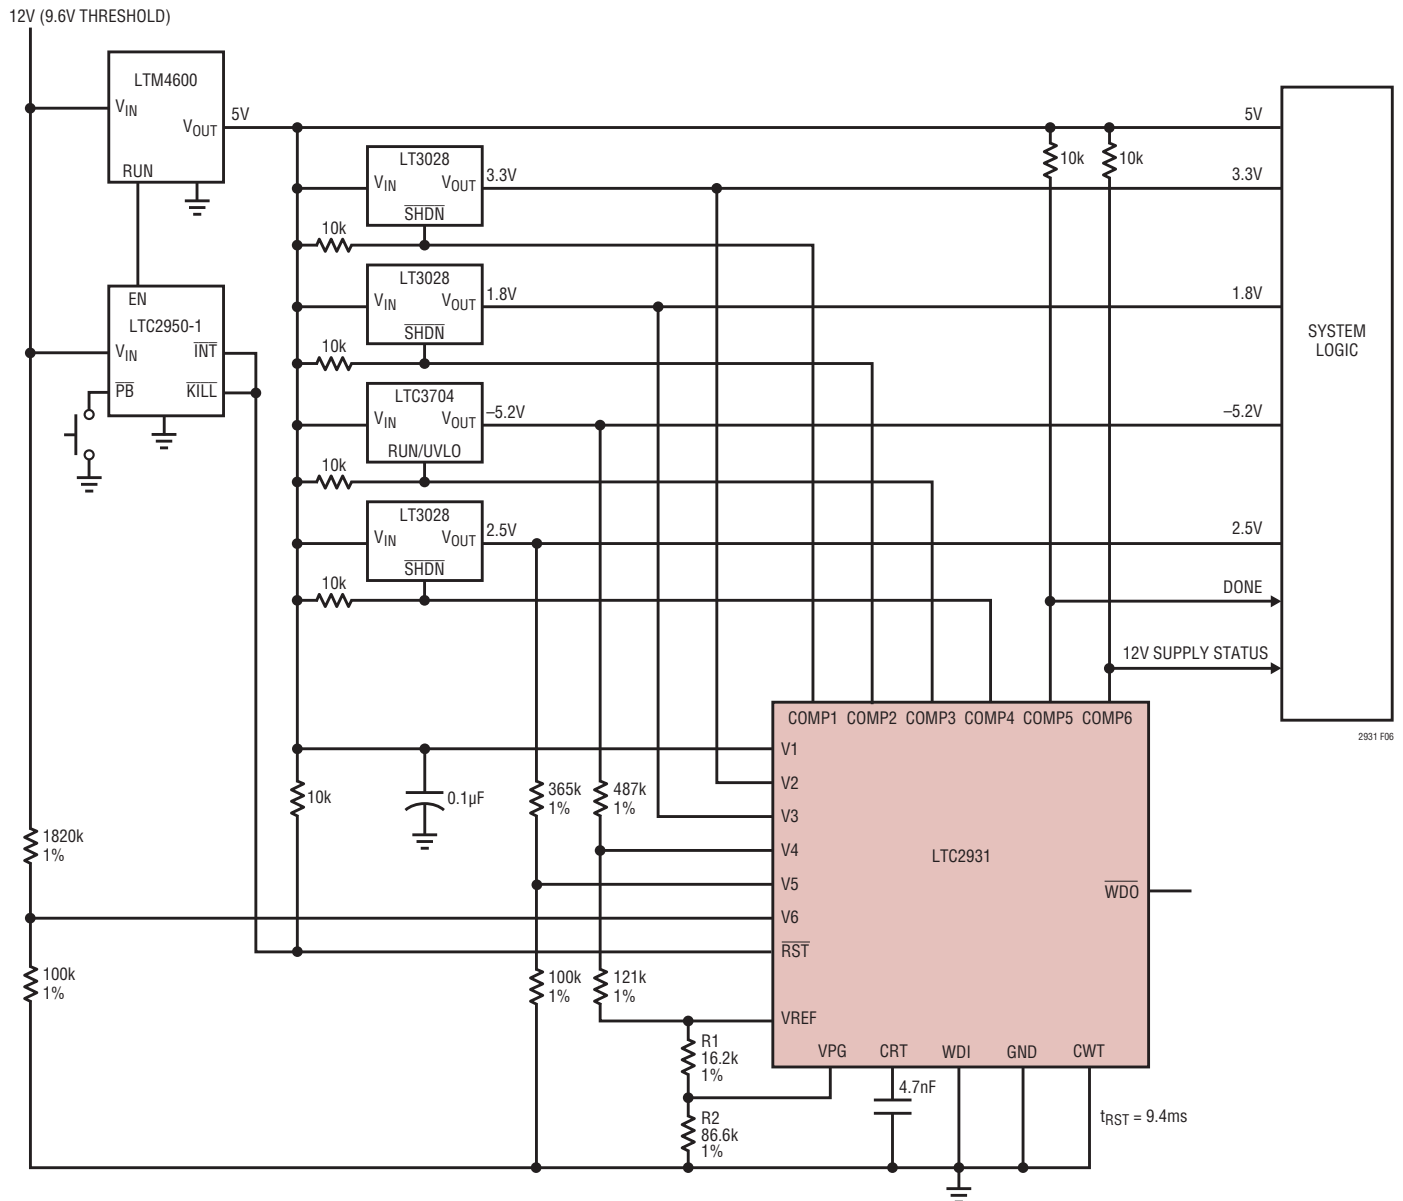 12V (9.6V THRESHOLD)
LTM4600
VIN
VOUT
5V
RUN
LT3028
VIN
VOUT
3.3V
SHDN
10k
LT3028
VIN
VOUT
1.8V
SHDN
10k
LTC3704
VIN
VOUT
–5.2V
RUN/UVLO
10k
LT3028
VIN
VOUT
2.5V
SHDN
10k
EN
LTC2950-1
VIN
INT
PB
KILL
10k
10k
5V
3.3V
1.8V
–5.2V
2.5V
DONE
12V SUPPLY STATUS
SYSTEM
LOGIC
2931 F06
COMP1 COMP2 COMP3 COMP4 COMP5 COMP6
V1
V2
V3
V4
V5
V6
RST
VREF
LTC2931
WDO
VPG
CRT
WDI
GND
CWT
10k
0.1µF
365k
1%
487k
1%
1820k
1%
100k
1%
100k
1%
121k
1%
R1
16.2k
1%
R2
86.6k
1%
4.7nF
tRST = 9.4ms